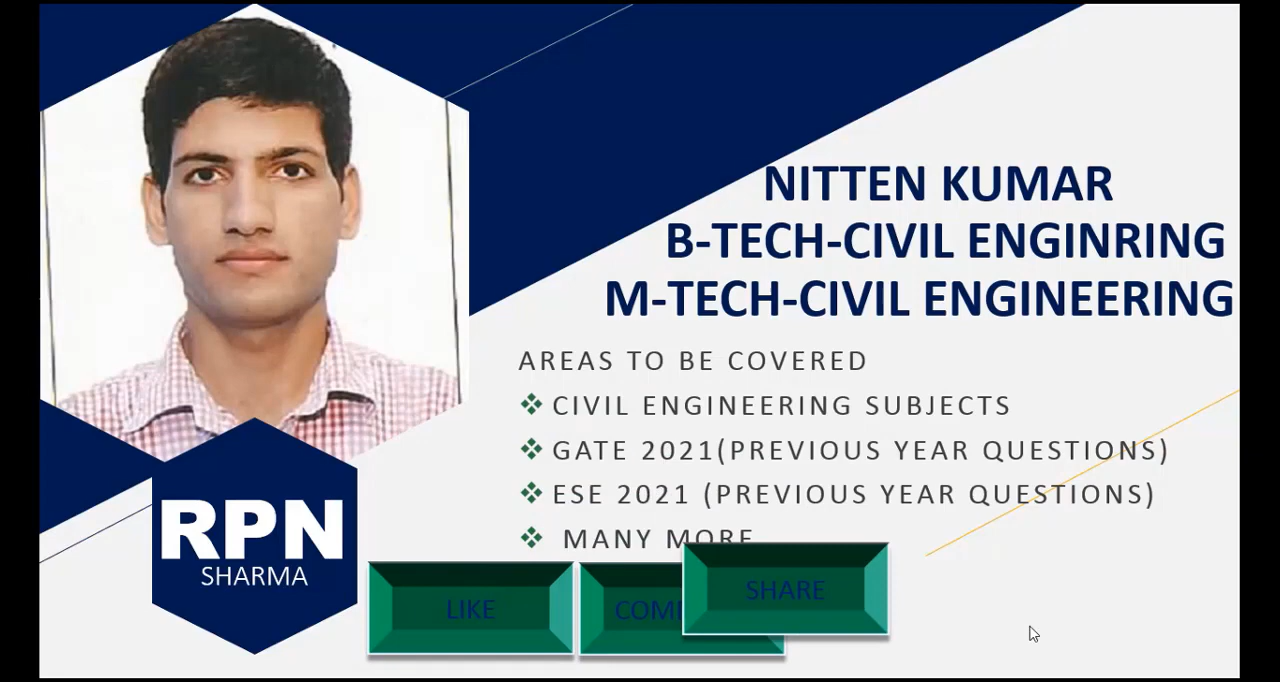 NITTEN KUMAR
B-TECH-CIVIL ENGINRING
M-TECH-CIVIL ENGINEERING
AREAS TO BE COVERED
❖ CIVIL ENGINEERING SUBJECTS
❖ GATE 2021(PREVIOUS YEAR QUESTIONS)
❖ ESE 2021 (PREVIOUS YEAR QUESTIONS)
❖ MANY MORE
RPN
SHARMA
LIKE
SHARE